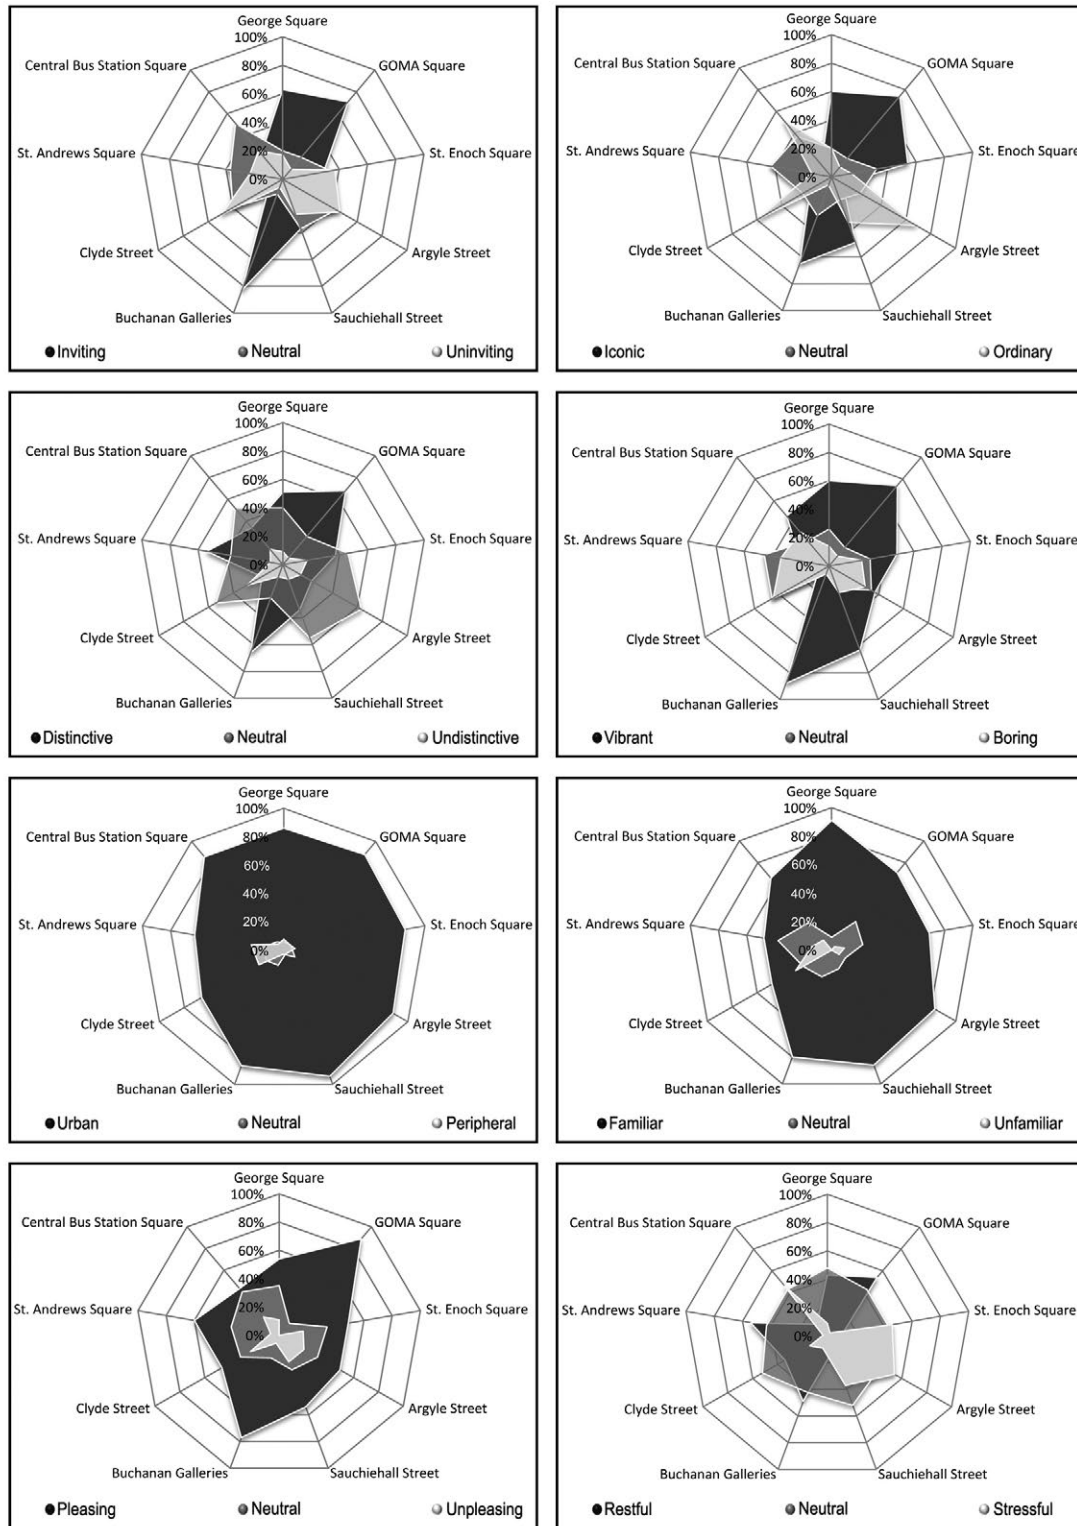 George Square
100%
Central Bus Station Square
80%
GOMA Square
60%
40%
St. Andrews Square
20%
St. Enoch Square
0%
Clyde Street
Argyle Street
Buchanan Galleries
Sauchiehall Street
Inviting Neutral Uninviting
George Square
100%
Central Bus Station Square
80%
GOMA Square
60%
40%
St. Andrews Square
20%
St. Enoch Square
0%
Clyde Street
Argyle Street
Buchanan Galleries
Sauchiehall Street
Iconic Neutral Ordinary
George Square
100%
Central Bus Station Square
80%
GOMA Square
60%
40%
St. Andrews Square
20%
St. Enoch Square
0%
Clyde Street
Argyle Street
Buchanan Galleries
Sauchiehall Street
Distinctive Neutral Undistinctive
George Square
100%
Central Bus Station Square
80%
GOMA Square
60%
40%
St. Andrews Square
20%
St. Enoch Square
0%
Clyde Street
Argyle Street
Buchanan Galleries
Sauchiehall Street
Vibrant Neutral Boring
George Square
100%
Central Bus Station Square
80%
GOMA Square
60%
40%
St. Andrews Square
20%
St. Enoch Square
0%
Clyde Street
Argyle Street
Buchanan Galleries
Sauchiehall Street
Urban Neutral Peripheral
George Square
100%
Central Bus Station Square
80%
GOMA Square
60%
40%
St. Andrews Square
20%
St. Enoch Square
0%
Clyde Street
Argyle Street
Buchanan Galleries
Sauchiehall Street
Familiar Neutral Unfamiliar
George Square
100%
Central Bus Station Square
80%
GOMA Square
60%
40%
St. Andrews Square
20%
St. Enoch Square
0%
Clyde Street
Argyle Street
Buchanan Galleries
Sauchiehall Street
Pleasing Neutral Unpleasing
George Square
100%
Central Bus Station Square
80%
GOMA Square
60%
40%
St. Andrews Square
20%
St. Enoch Square
0%
Clyde Street
Argyle Street
Buchanan Galleries
Sauchiehall Street
Restful Neutral Stressful